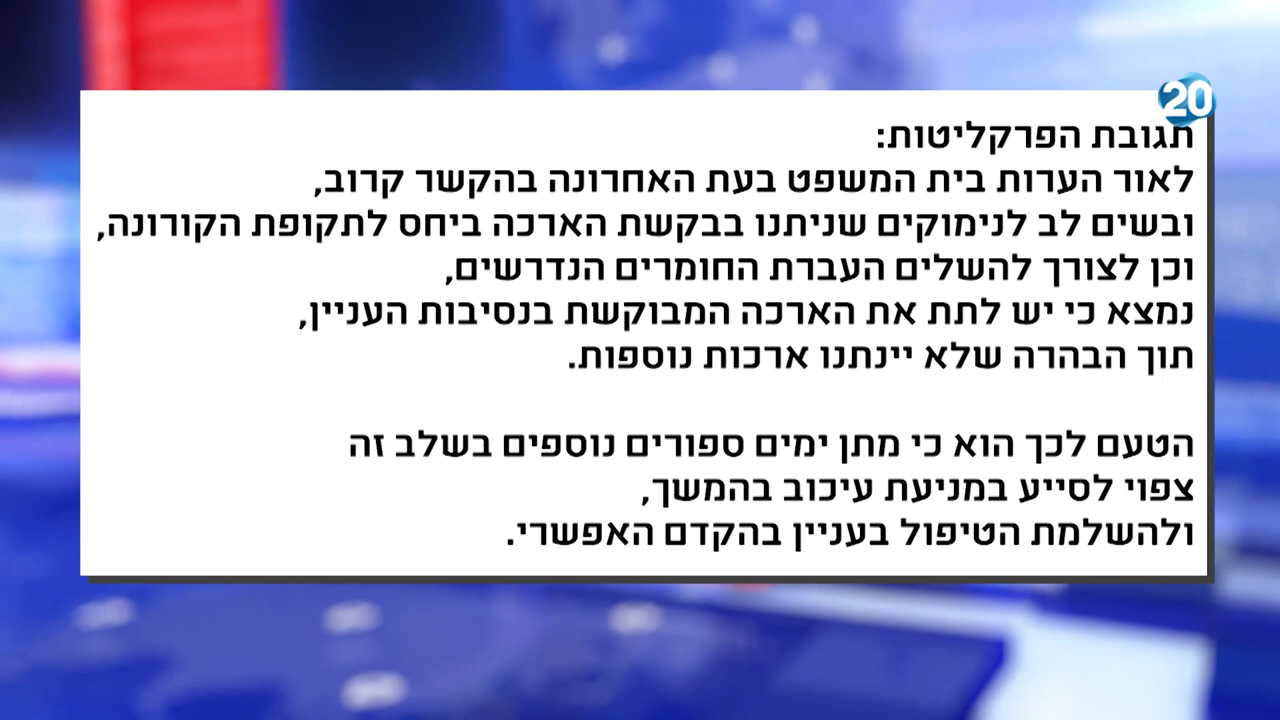 20
תגובת הפרקליטות:
לאור הערות בית המשפט בעת האחרונה בהקשר קרוב,
ובשים לב לנימוקים שניתנו בבקשת הארכה ביחס לתקופת הקורונה,
וכן לצורך להשלים העברת החומרים הנדרשים,
נמצא כי יש לתת את הארכה המבוקשת בנסיבות העניין,
תוך הבהרה שלא יינתנו ארכות נוספות.
הטעם לכך הוא כי מתן ימים ספורים נוספים בשלב זה
צפוי לסייע במניעת עיכוב בהמשך,
ולהשלמת הטיפול בעניין בהקדם האפשרי.